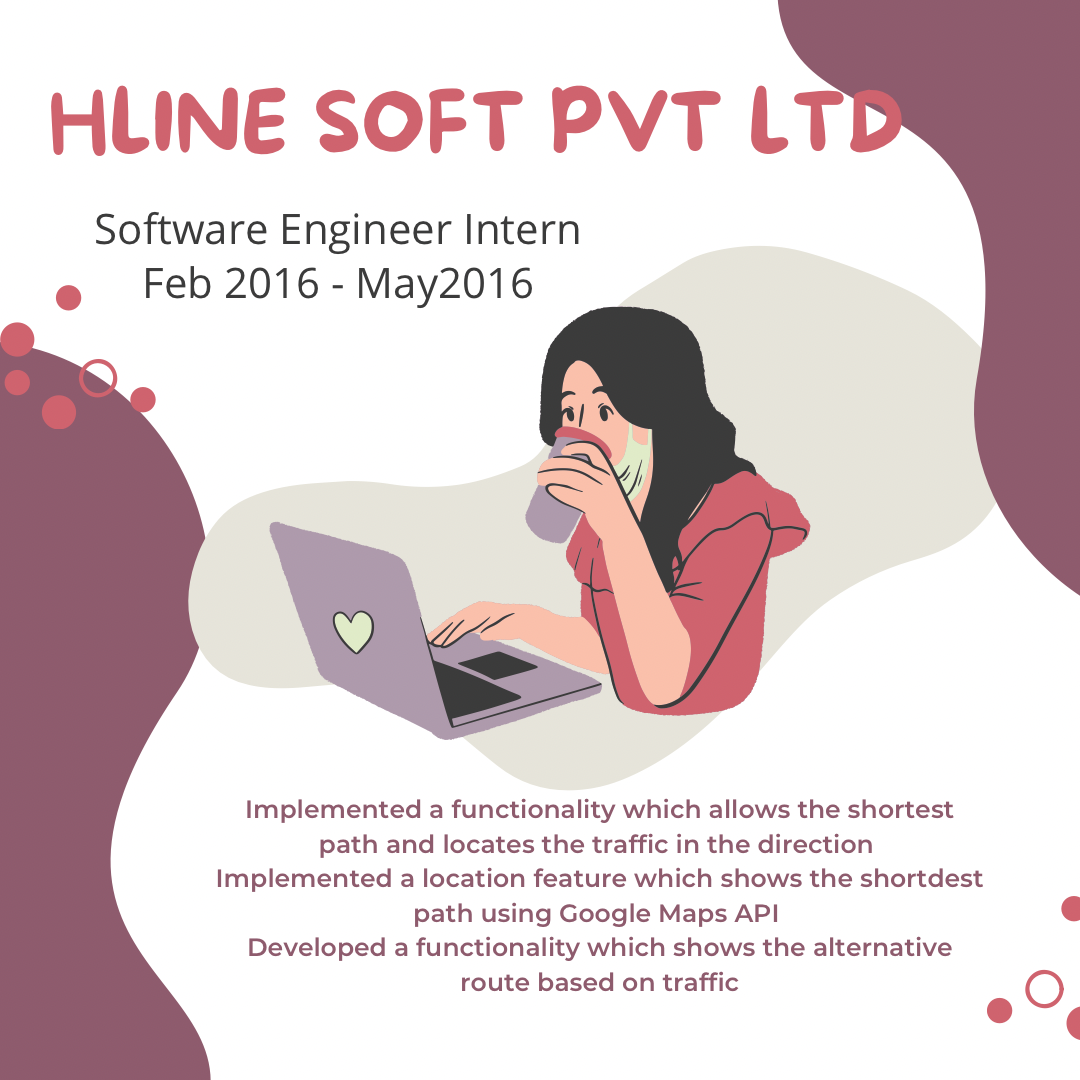 HLINE SOFT PVT LTD
Software Engineer Intern
Feb 2016 - May2016
Implemented a functionality which allows the shortest
path and locates the traffic in the direction
Implemented a location feature which shows the shortdest
path using Google Maps API
Developed a functionality which shows the alternative
route based on traffic